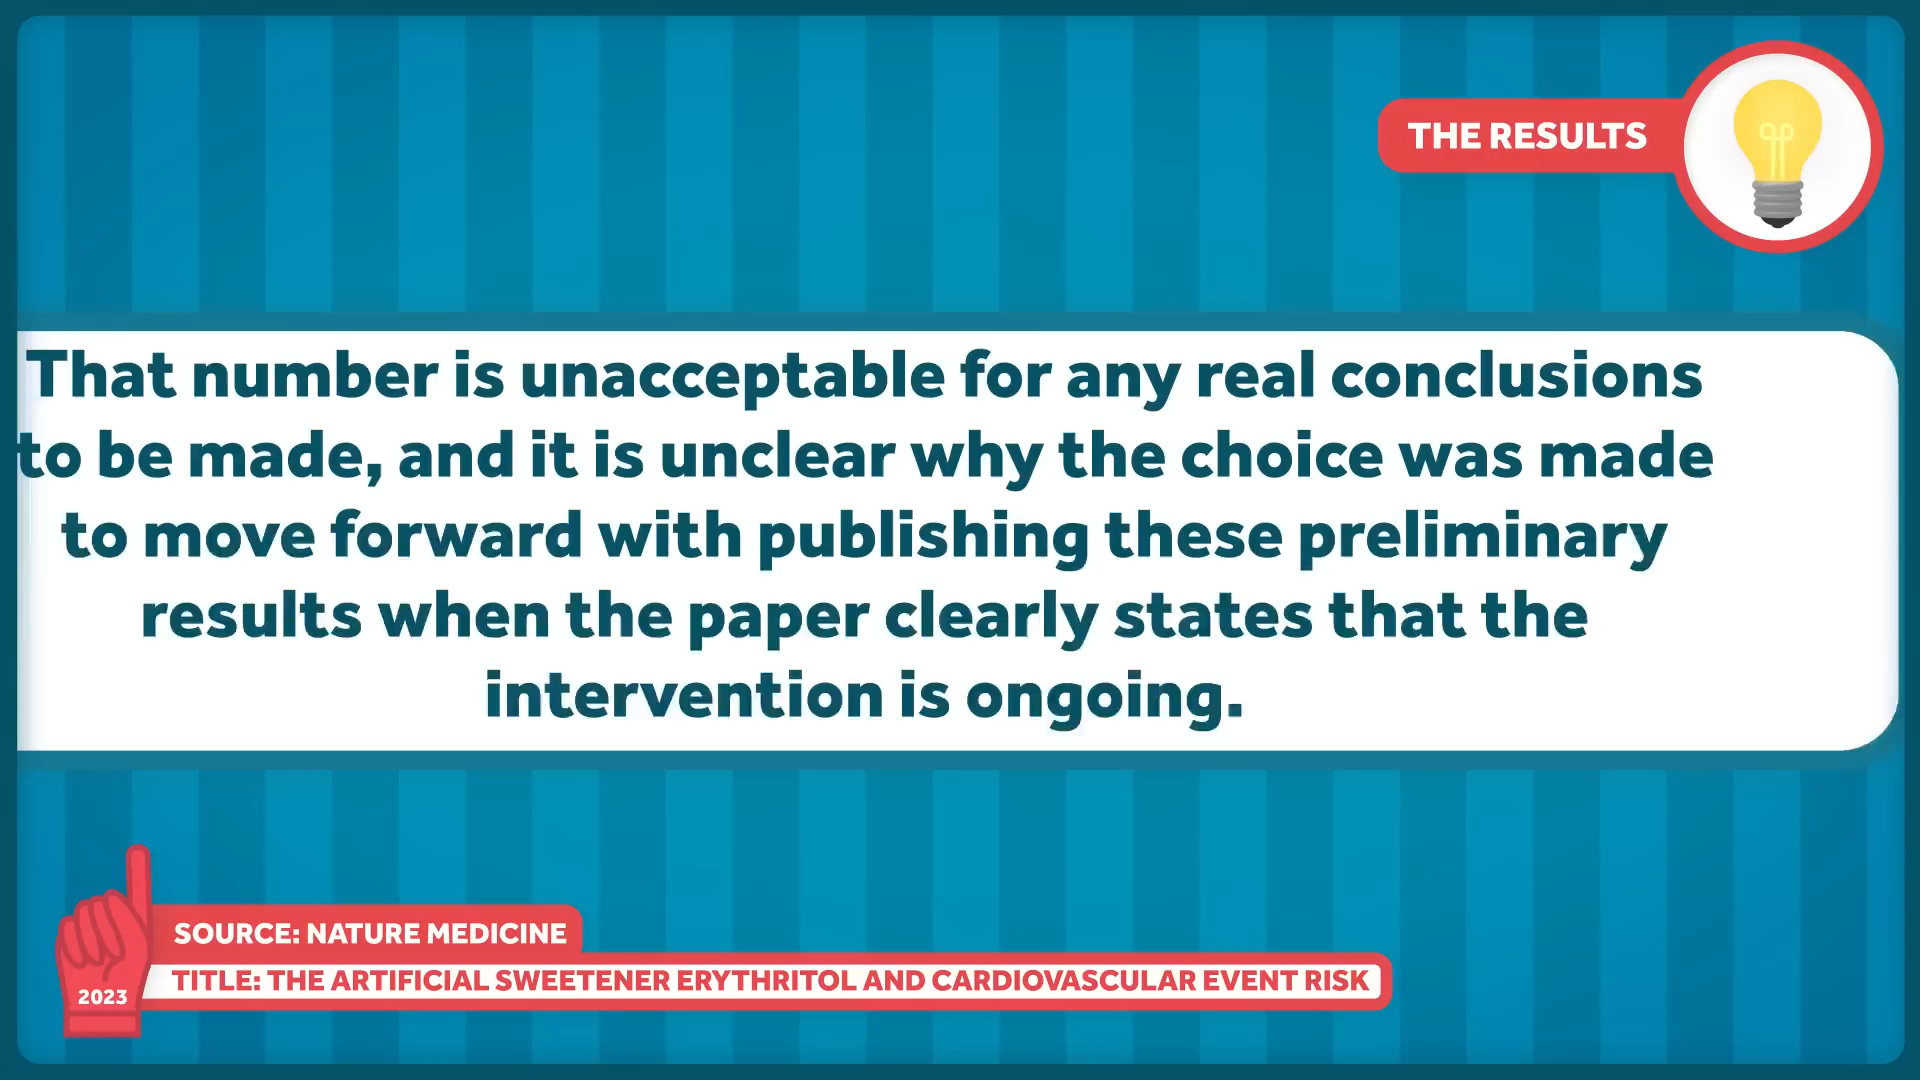 THE RESULTS
That number is unacceptable for any real conclusions
to be made, and it is unclear why the choice was made
to move forward with publishing these preliminary
results when the paper clearly states that the
intervention is ongoing.
SOURCE: NATURE MEDICINE
TITLE: THE ARTIFICIAL SWEETENER ERYTHRITOL AND CARDIOVASCULAR EVENT RISK
2023